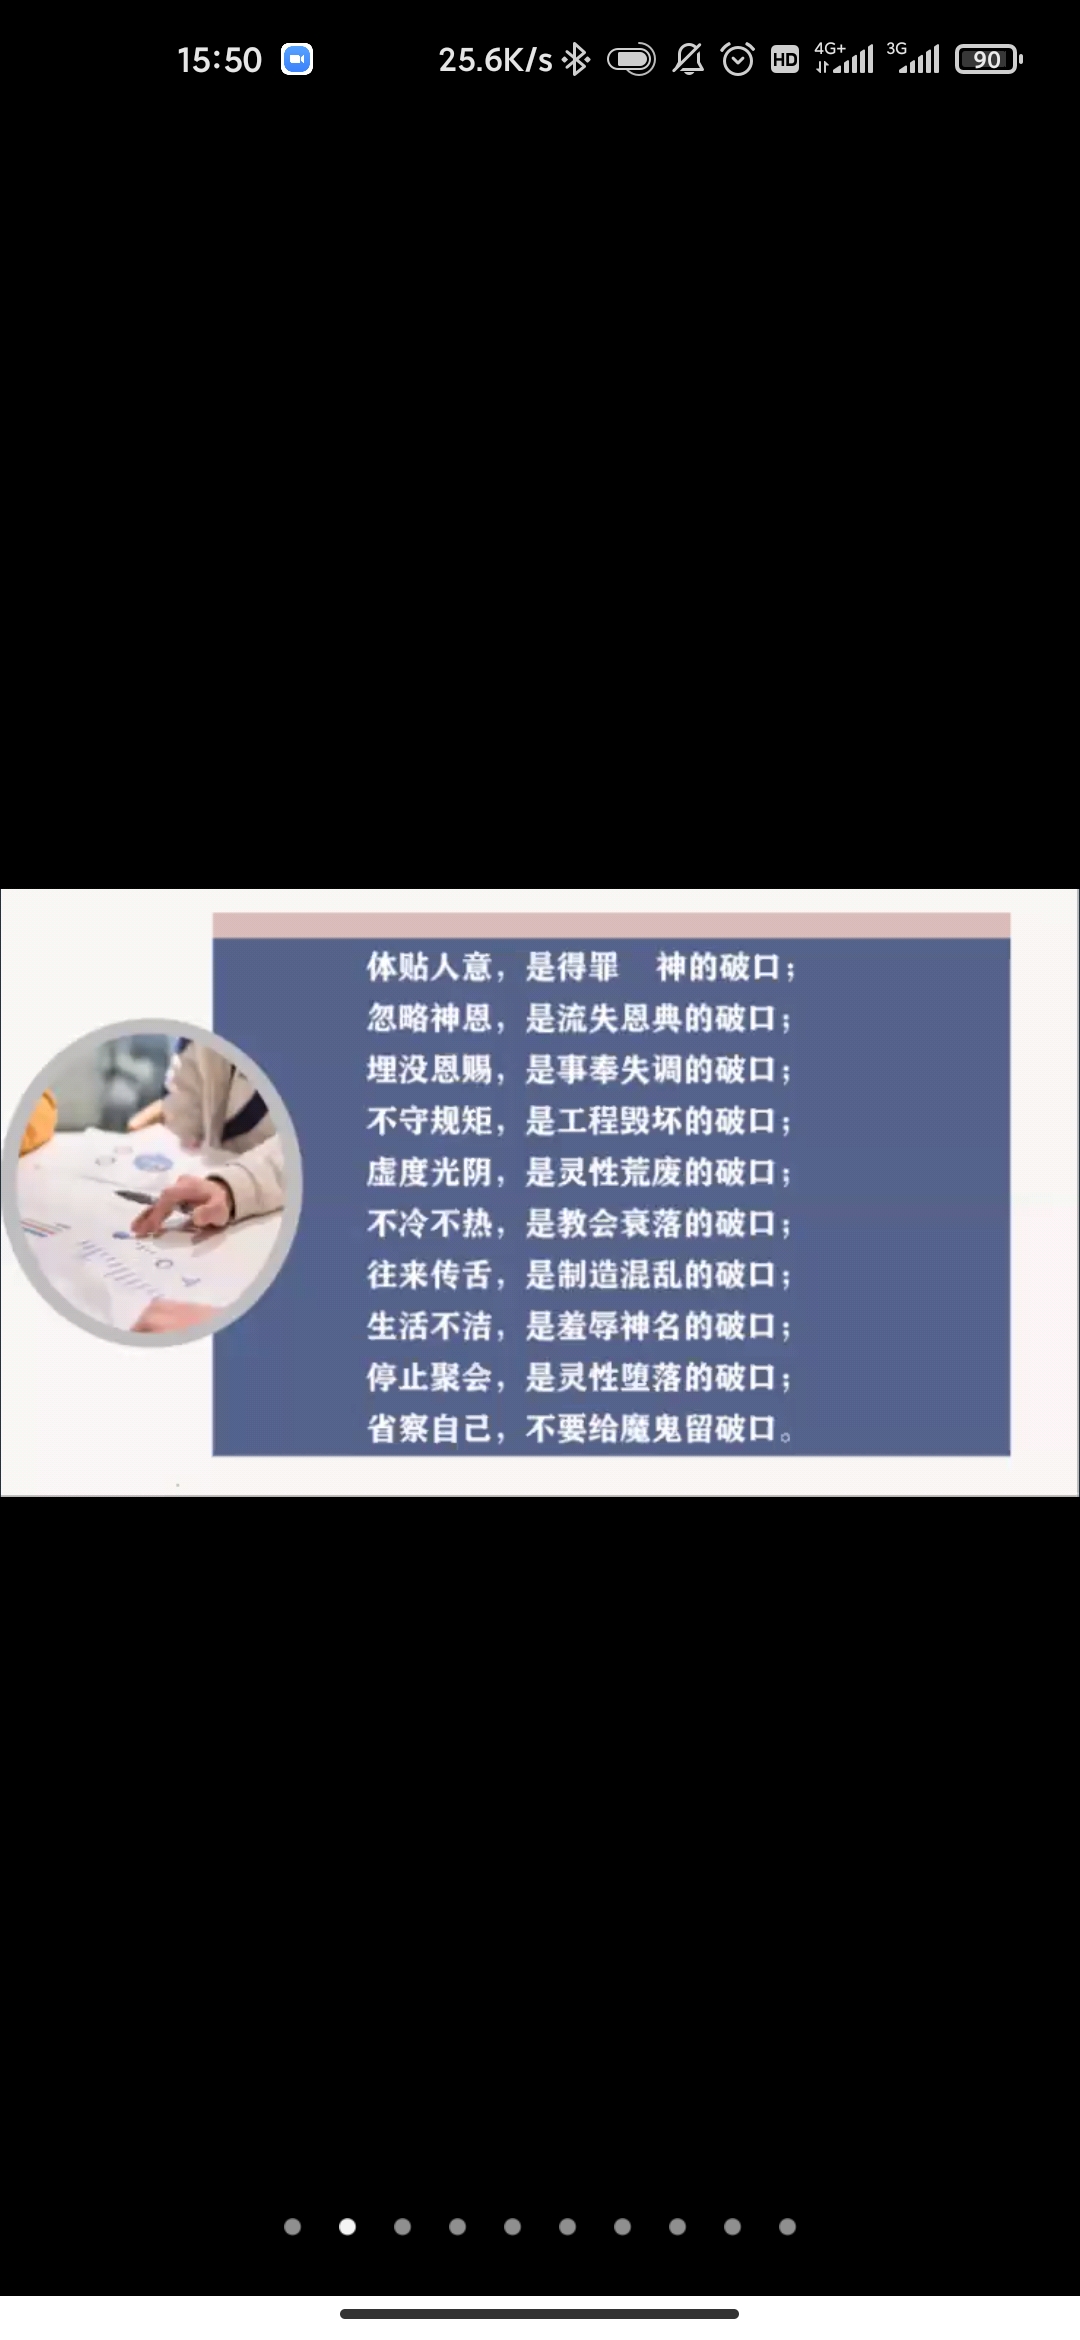 15:50 25.6K/s HD 4G+ 3G 90
体贴人意，是得罪　神的破口；
忽略神恩，是流失恩典的破口；
埋没恩赐，是事奉失调的破口；
不守规矩，是工程毁坏的破口；
虚度光阴，是灵性荒废的破口；
不冷不热，是教会衰落的破口；
往来传舌，是制造混乱的破口；
生活不洁，是羞辱神名的破口；
停止聚会，是灵性堕落的破口；
省察自己，不要给魔鬼留破口。